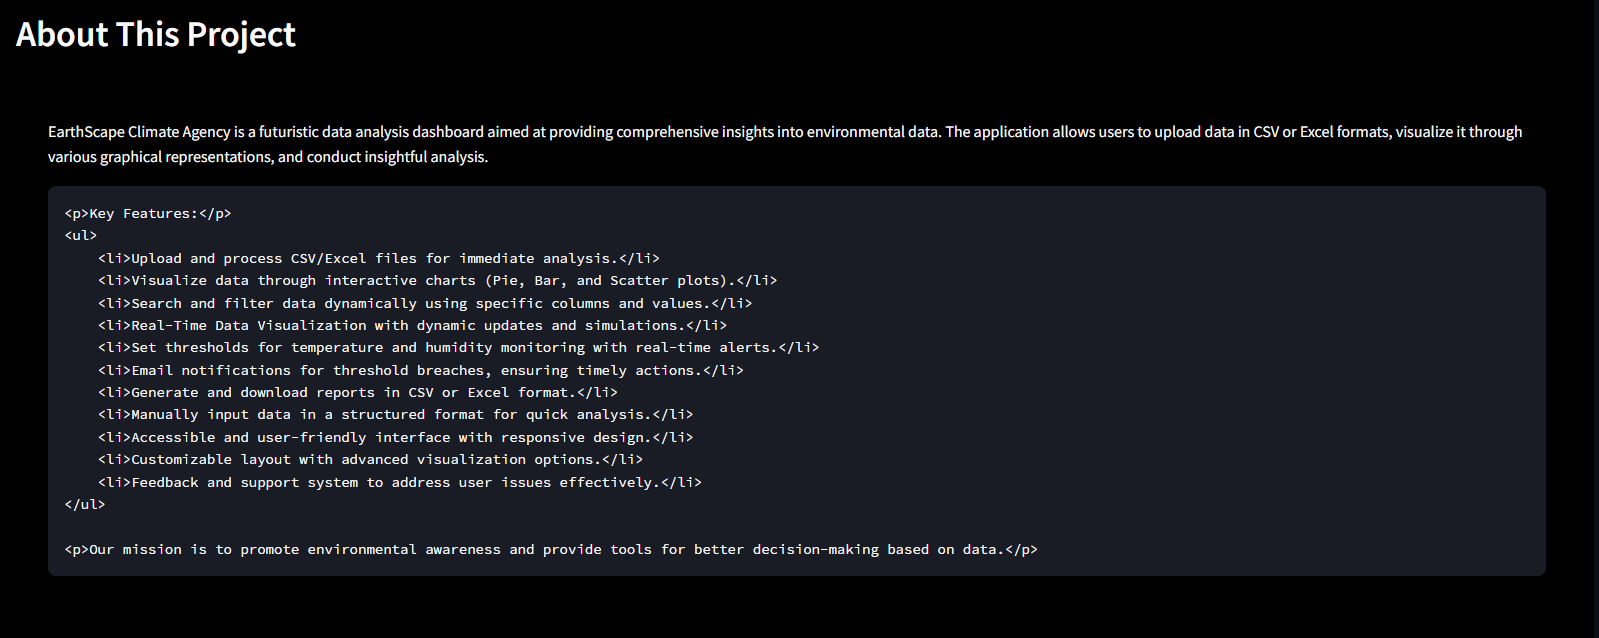 About This Project
EarthScape Climate Agency is a futuristic data analysis dashboard aimed at providing comprehensive insights into environmental data. The application allows users to upload data in CSV or Excel formats, visualize it through
various graphical representations, and conduct insightful analysis.
<p>Key Features:</p>
<ul>
    <li>Upload and process CSV/Excel files for immediate analysis.</li>
    <li>Visualize data through interactive charts (Pie, Bar, and Scatter plots).</li>
    <li>Search and filter data dynamically using specific columns and values.</li>
    <li>Real-Time Data Visualization with dynamic updates and simulations.</li>
    <li>Set thresholds for temperature and humidity monitoring with real-time alerts.</li>
    <li>Email notifications for threshold breaches, ensuring timely actions.</li>
    <li>Generate and download reports in CSV or Excel format.</li>
    <li>Manually input data in a structured format for quick analysis.</li>
    <li>Accessible and user-friendly interface with responsive design.</li>
    <li>Customizable layout with advanced visualization options.</li>
    <li>Feedback and support system to address user issues effectively.</li>
</ul>
<p>Our mission is to promote environmental awareness and provide tools for better decision-making based on data.</p>